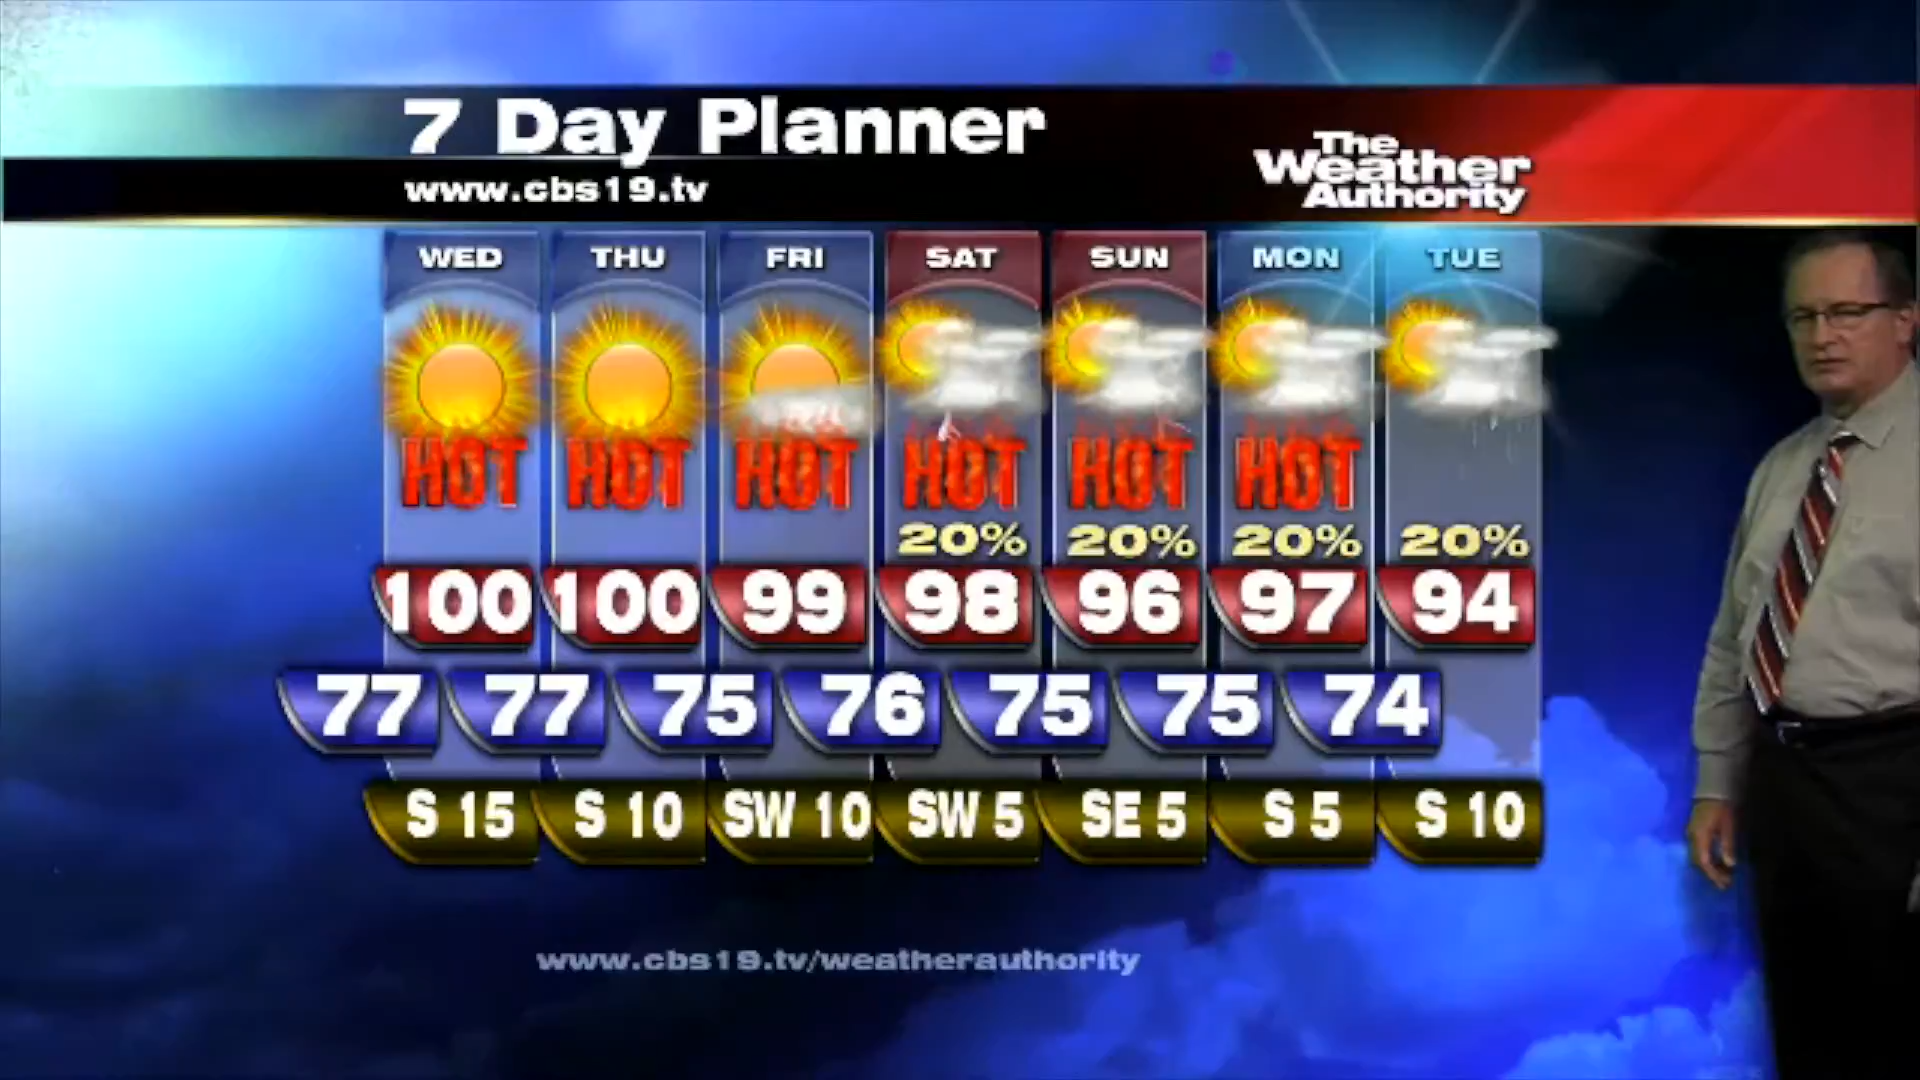 7 Day Planner
www.cbs19.tv
The
Weather
Authority
WED THU FRI SAT SUN MON TUE
HOT HOT HOT HOT HOT HOT
20% 20% 20% 20%
100 100 99 98 96 97 94
77 77 75 76 75 75 74
S 15 S 10 SW 10 SW 5 SE 5 S 5 S 10
www.cbs19.tv/weatherauthority